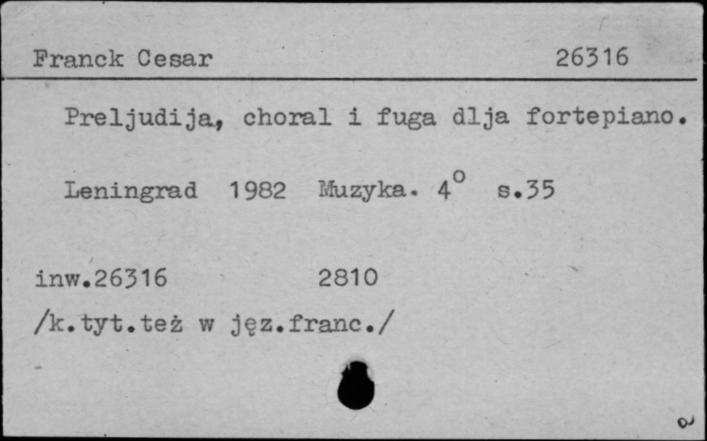 Franck Cesar 26316
Preljudija, choral i fuga dlja fortepiano.
Leningrad 1982 Muzyka. 4° s.35
inw.26316 2810
/k.tyt.też w jęz.franc./